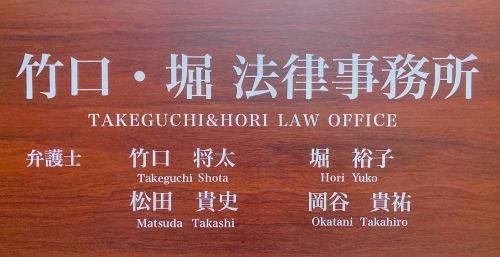 竹口・堀 法律事務所
TAKEGUCHI&HORI LAW OFFICE
弁護士 竹口 将太 堀 裕子
Takeguchi Shota Hori Yuko
松田 貴史 岡谷 貴祐
Matsuda Takashi Okatani Takahiro